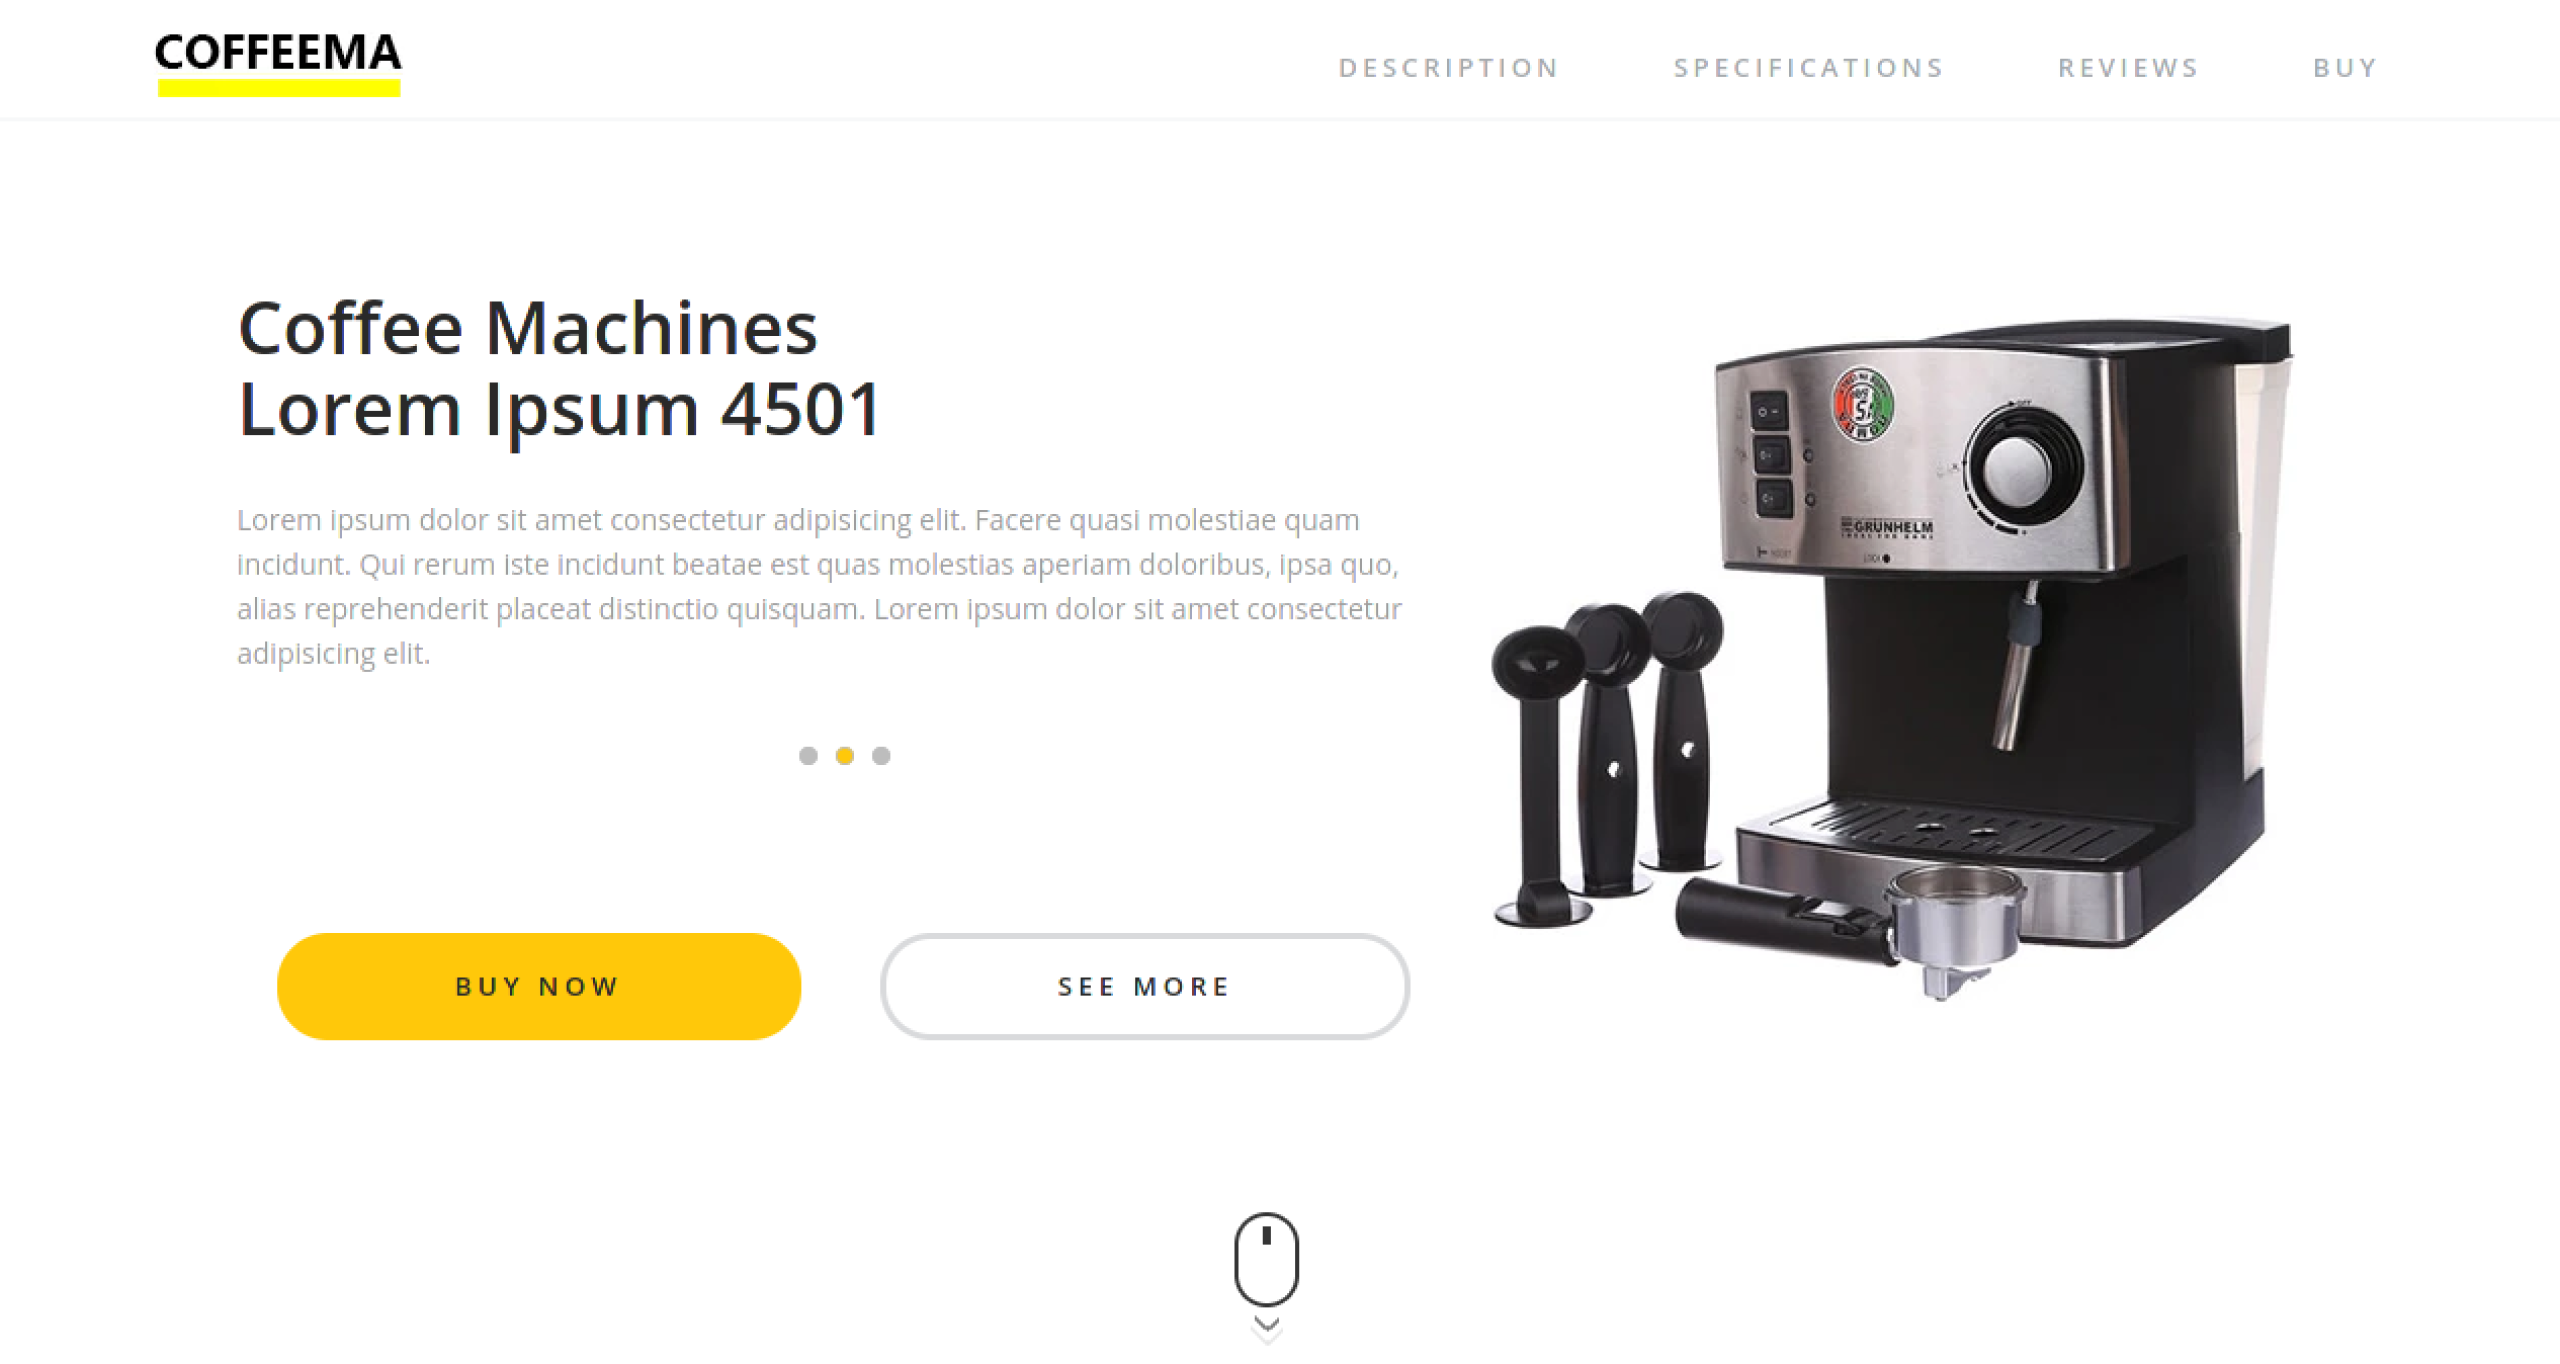 COFFEEMA
DESCRIPTION SPECIFICATIONS REVIEWS BUY
Coffee Machines
Lorem Ipsum 4501
Lorem ipsum dolor sit amet consectetur adipisicing elit. Facere quasi molestiae quam
incidunt. Qui rerum iste incidunt beatae est quas molestias aperiam doloribus, ipsa quo,
alias reprehenderit placeat distinctio quisquam. Lorem ipsum dolor sit amet consectetur
adipisicing elit.
BUY NOW SEE MORE
OFF
GRUNHELM